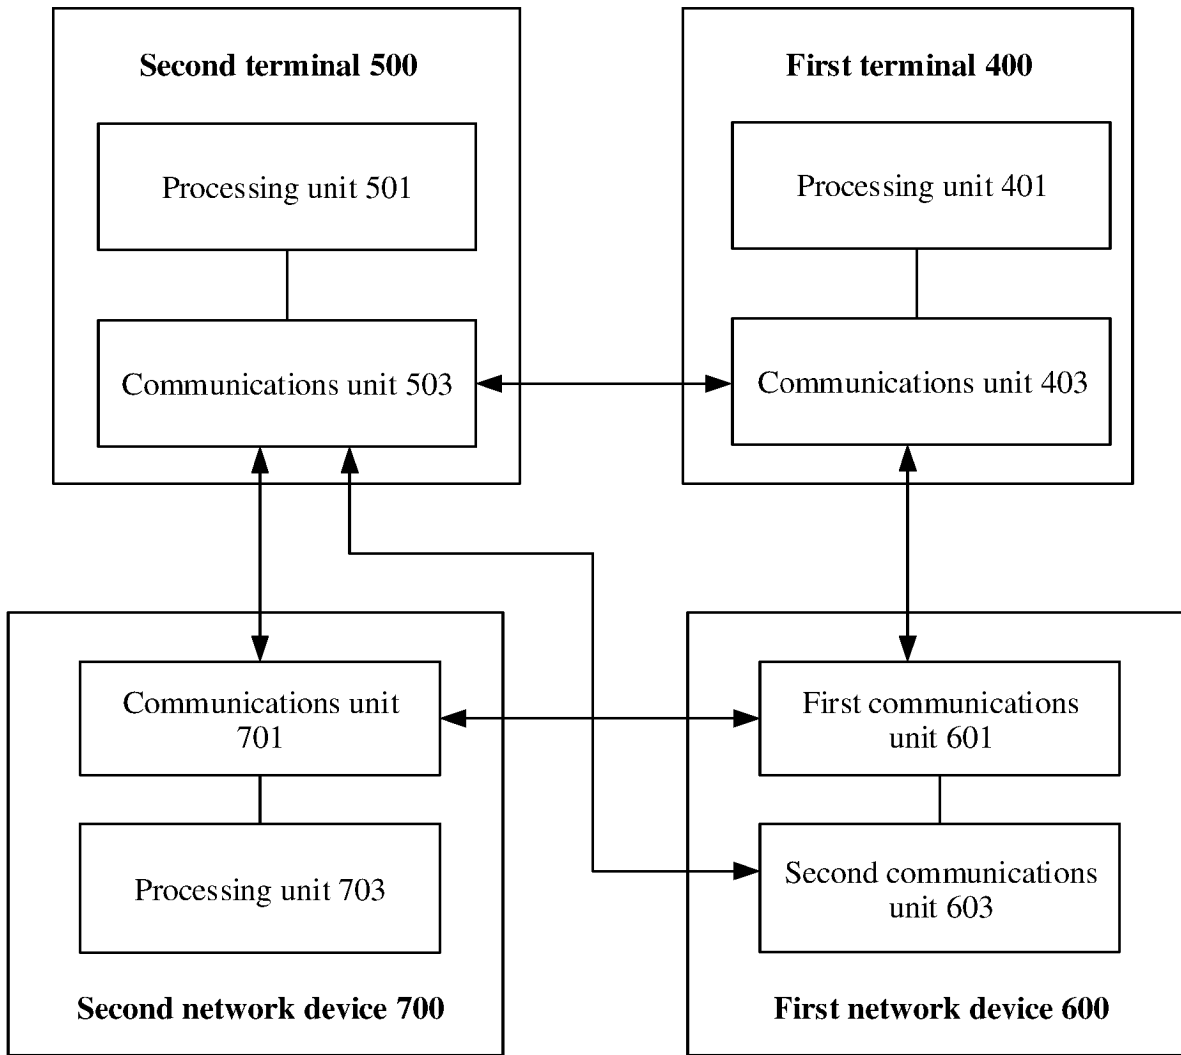 Second terminal 500
Processing unit 501
Communications unit 503
First terminal 400
Processing unit 401
Communications unit 403
Communications unit
701
Processing unit 703
Second network device 700
First communications
unit 601
Second communications
unit 603
First network device 600